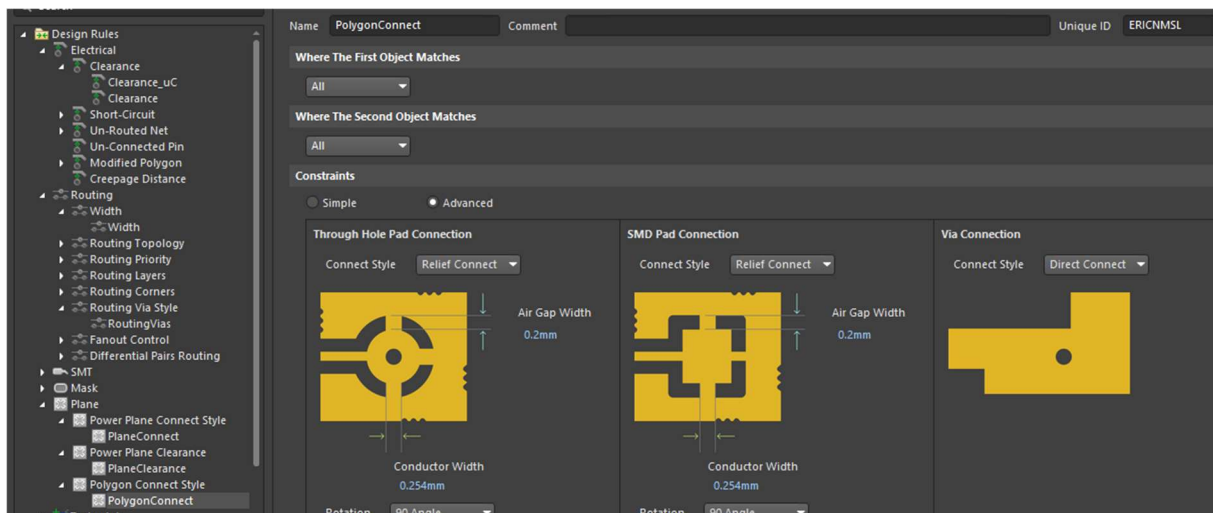 Name PolygonConnect Comment Unique ID ERICNMSL
Design Rules
Electrical
Clearance
Clearance_uC
Clearance
Short-Circuit
Un-Routed Net
Un-Connected Pin
Modified Polygon
Creepage Distance
Routing
Width
Width
Routing Topology
Routing Priority
Routing Layers
Routing Corners
Routing Via Style
RoutingVias
Fanout Control
Differential Pairs Routing
SMT
Mask
Plane
Power Plane Connect Style
PlaneConnect
Power Plane Clearance
PlaneClearance
Polygon Connect Style
PolygonConnect
Where The First Object Matches
All
Where The Second Object Matches
All
Constraints
Simple Advanced
Through Hole Pad Connection
Connect Style Relief Connect
Air Gap Width
0.2mm
Conductor Width
0.254mm
Rotation 90 Angle
SMD Pad Connection
Connect Style Relief Connect
Air Gap Width
0.2mm
Conductor Width
0.254mm
Rotation 90 Angle
Via Connection
Connect Style Direct Connect